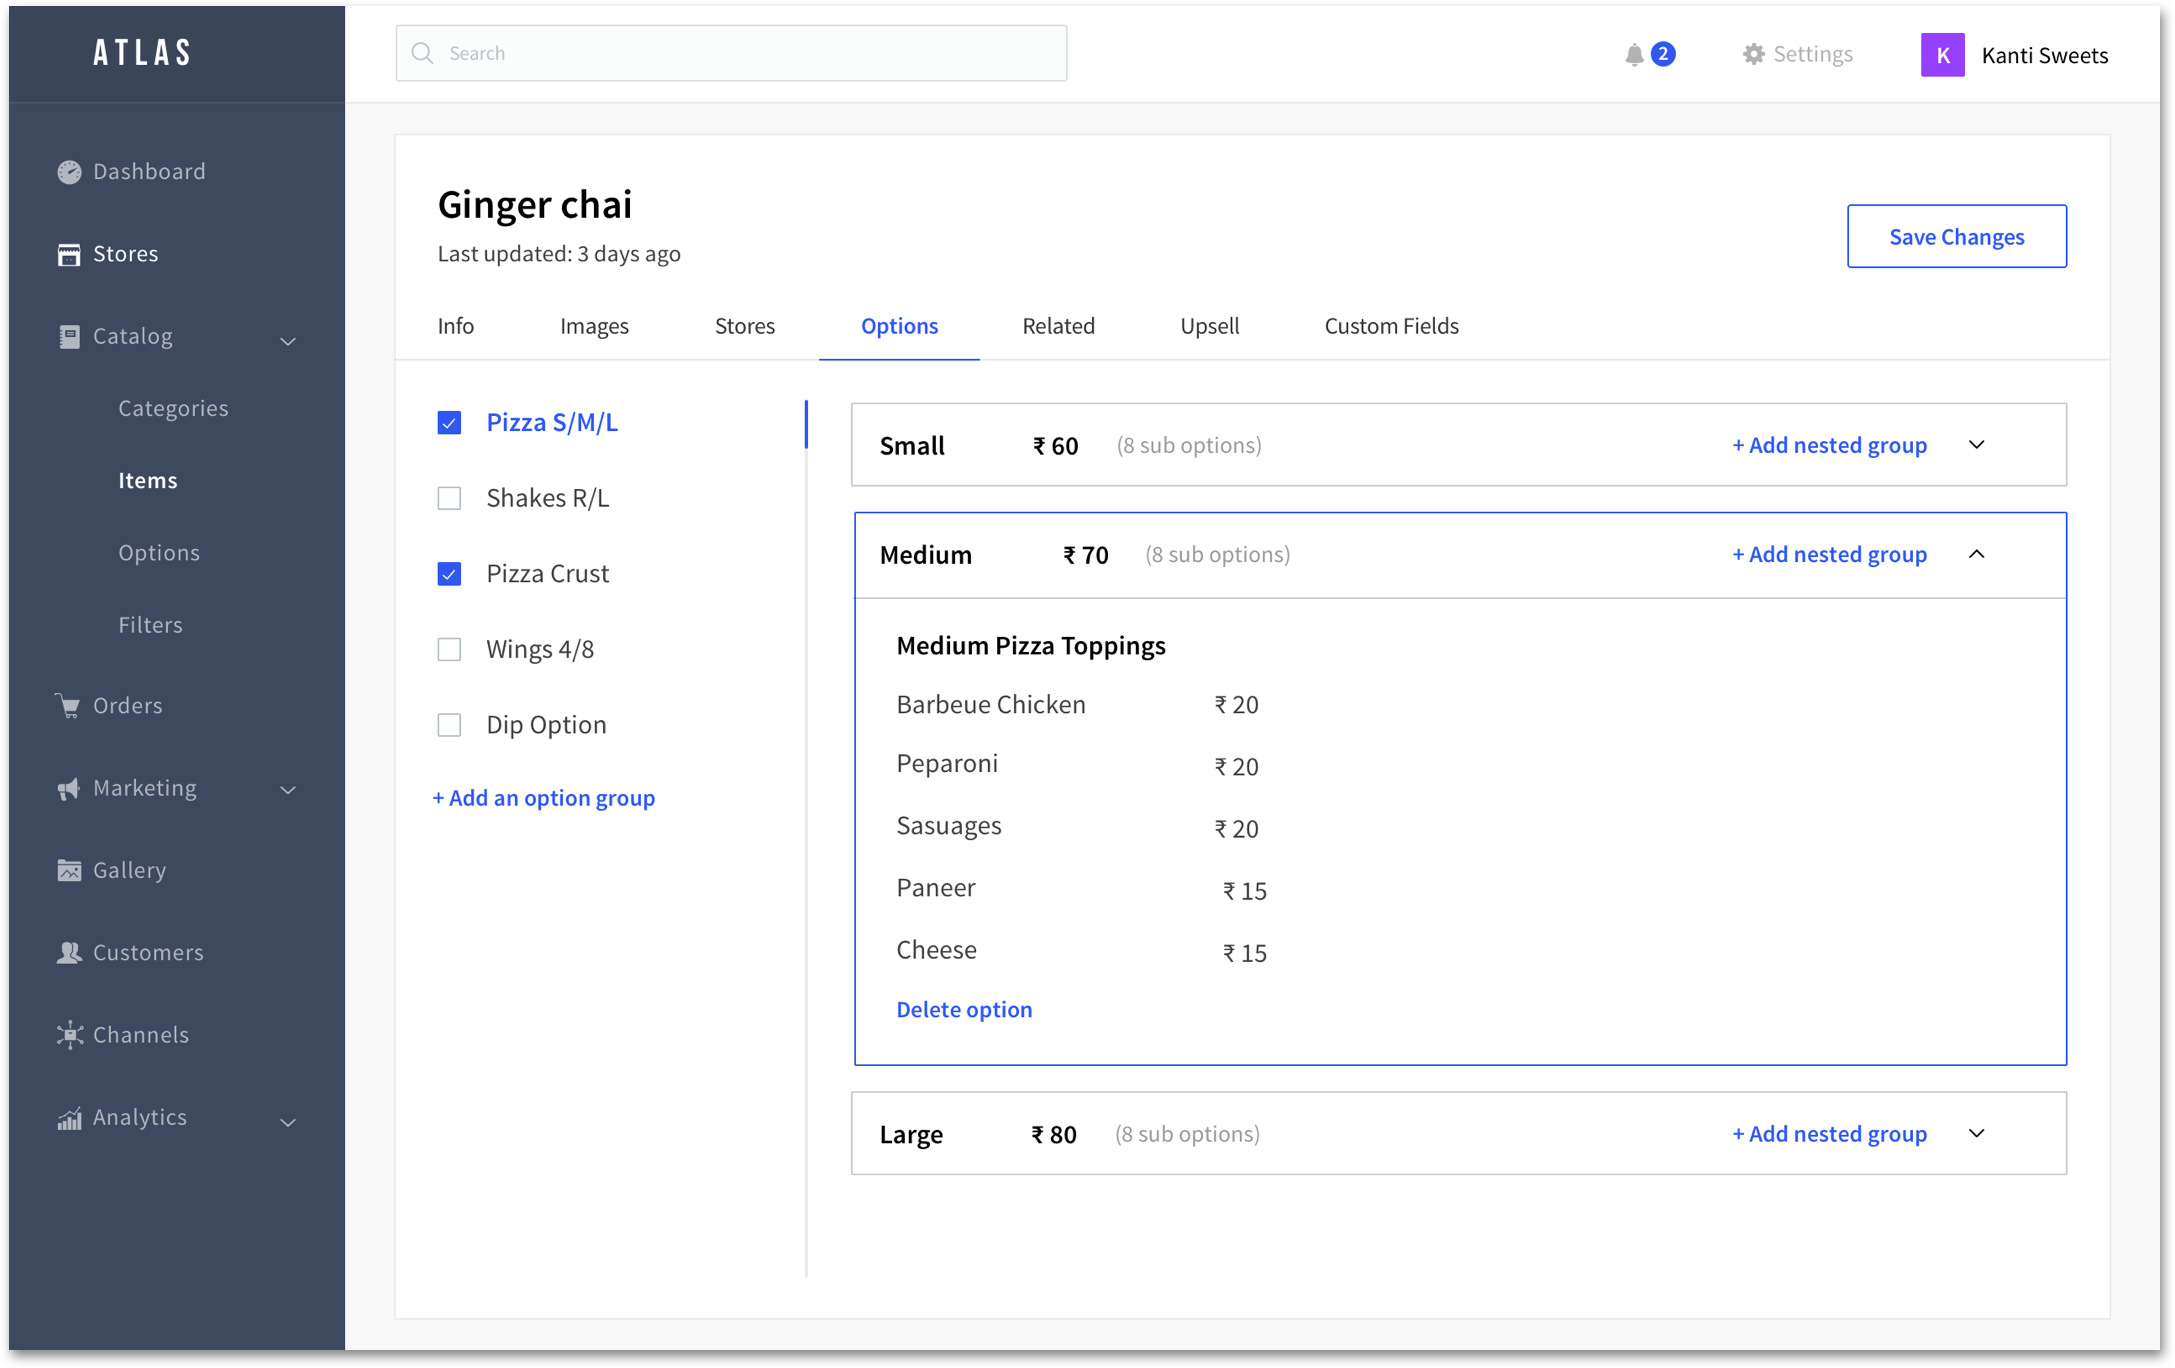 ATLAS
Search
2
Settings
K
Kanti Sweets
Dashboard
Stores
Catalog
Categories
Items
Options
Filters
Orders
Marketing
Gallery
Customers
Channels
Analytics
Ginger chai
Last updated: 3 days ago
Save Changes
Info Images Stores Options Related Upsell Custom Fields
Pizza S/M/L
Shakes R/L
Pizza Crust
Wings 4/8
Dip Option
+ Add an option group
Small ₹ 60 (8 sub options) + Add nested group
Medium ₹ 70 (8 sub options) + Add nested group
Medium Pizza Toppings
Barbeue Chicken ₹ 20
Peparoni ₹ 20
Sasuages ₹ 20
Paneer ₹ 15
Cheese ₹ 15
Delete option
Large ₹ 80 (8 sub options) + Add nested group